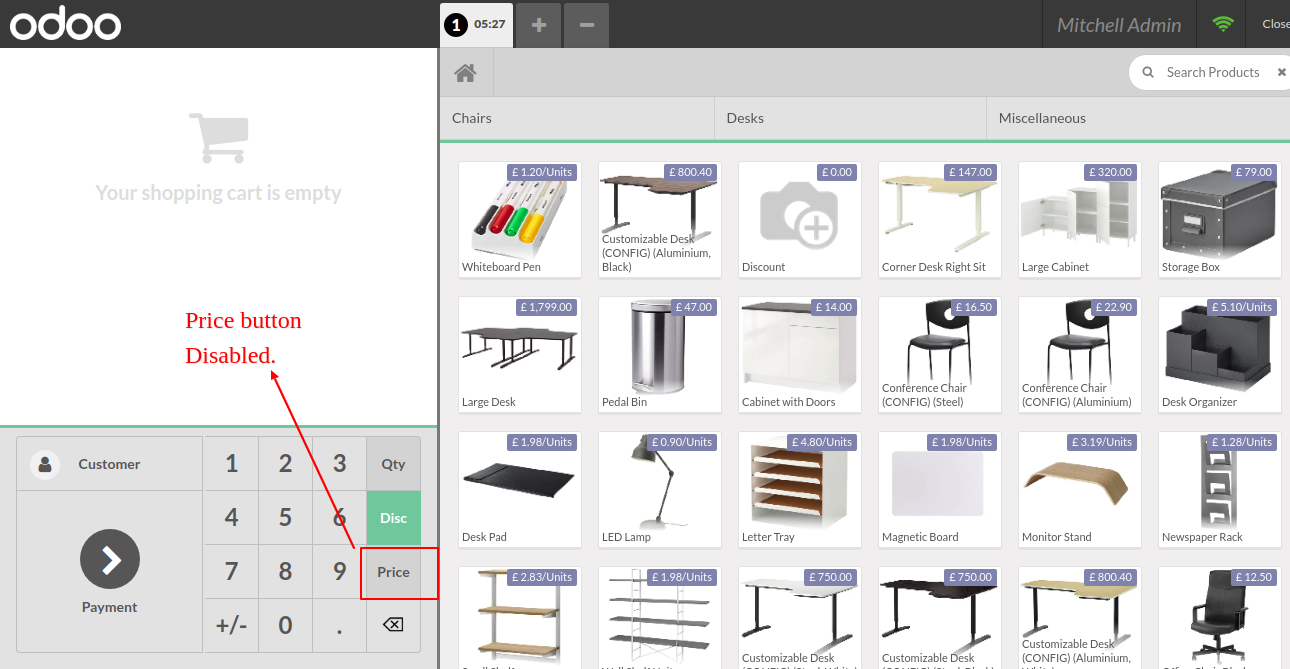 odoo
1 05:27
Mitchell Admin
Close
Search Products
Chairs
Desks
Miscellaneous
Your shopping cart is empty
Price button
Disabled.
Customer
Payment
1 2 3 Qty
4 5 6 Disc
7 8 9 Price
+/- 0 .
£ 1.20/Units
Whiteboard Pen
£ 800.40
Customizable Desk
(CONFIG) (Aluminium,
Black)
£ 0.00
Discount
£ 147.00
Corner Desk Right Sit
£ 320.00
Large Cabinet
£ 79.00
Storage Box
£ 1,799.00
Large Desk
£ 47.00
Pedal Bin
£ 14.00
Cabinet with Doors
£ 16.50
Conference Chair
(CONFIG) (Steel)
£ 22.90
Conference Chair
(CONFIG) (Aluminium)
£ 5.10/Units
Desk Organizer
£ 1.98/Units
Desk Pad
£ 0.90/Units
LED Lamp
£ 4.80/Units
Letter Tray
£ 1.98/Units
Magnetic Board
£ 3.19/Units
Monitor Stand
£ 1.28/Units
Newspaper Rack
£ 2.83/Units
£ 1.98/Units
£ 750.00
Customizable Desk
£ 750.00
Customizable Desk
£ 800.40
Customizable Desk
(CONFIG) (Aluminium,
£ 12.50